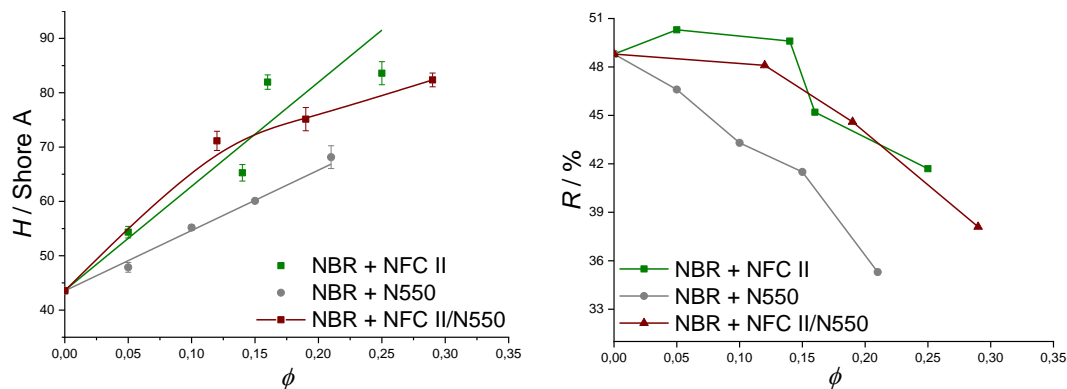 H / Shore A
90
80
70
60
50
40
0,00 0,05 0,10 0,15 0,20 0,25 0,30 0,35
ϕ
NBR + NFC II
NBR + N550
NBR + NFC II/N550
R / %
51
48
45
42
39
36
33
0,00 0,05 0,10 0,15 0,20 0,25 0,30 0,35
ϕ
NBR + NFC II
NBR + N550
NBR + NFC II/N550